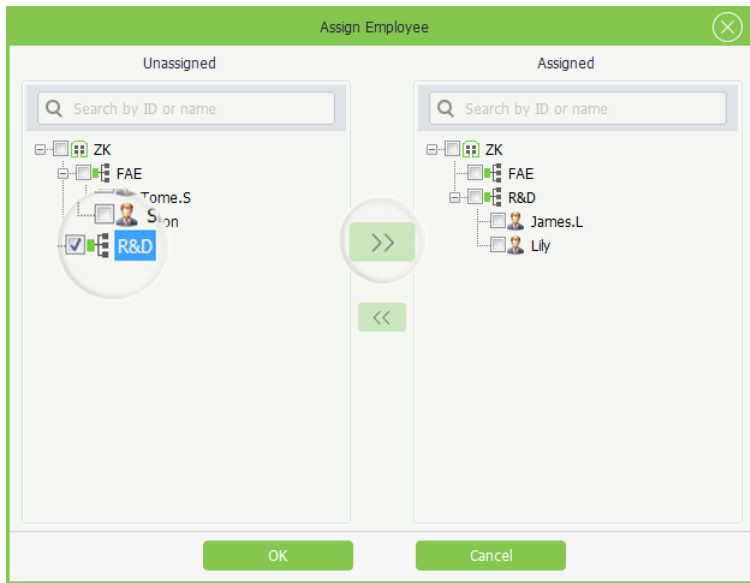 Assign Employee
Unassigned
Assigned
Search by ID or name
Search by ID or name
ZK
FAE
Tome.S
R&D
>>
<<
ZK
FAE
R&D
James.L
Lily
OK
Cancel